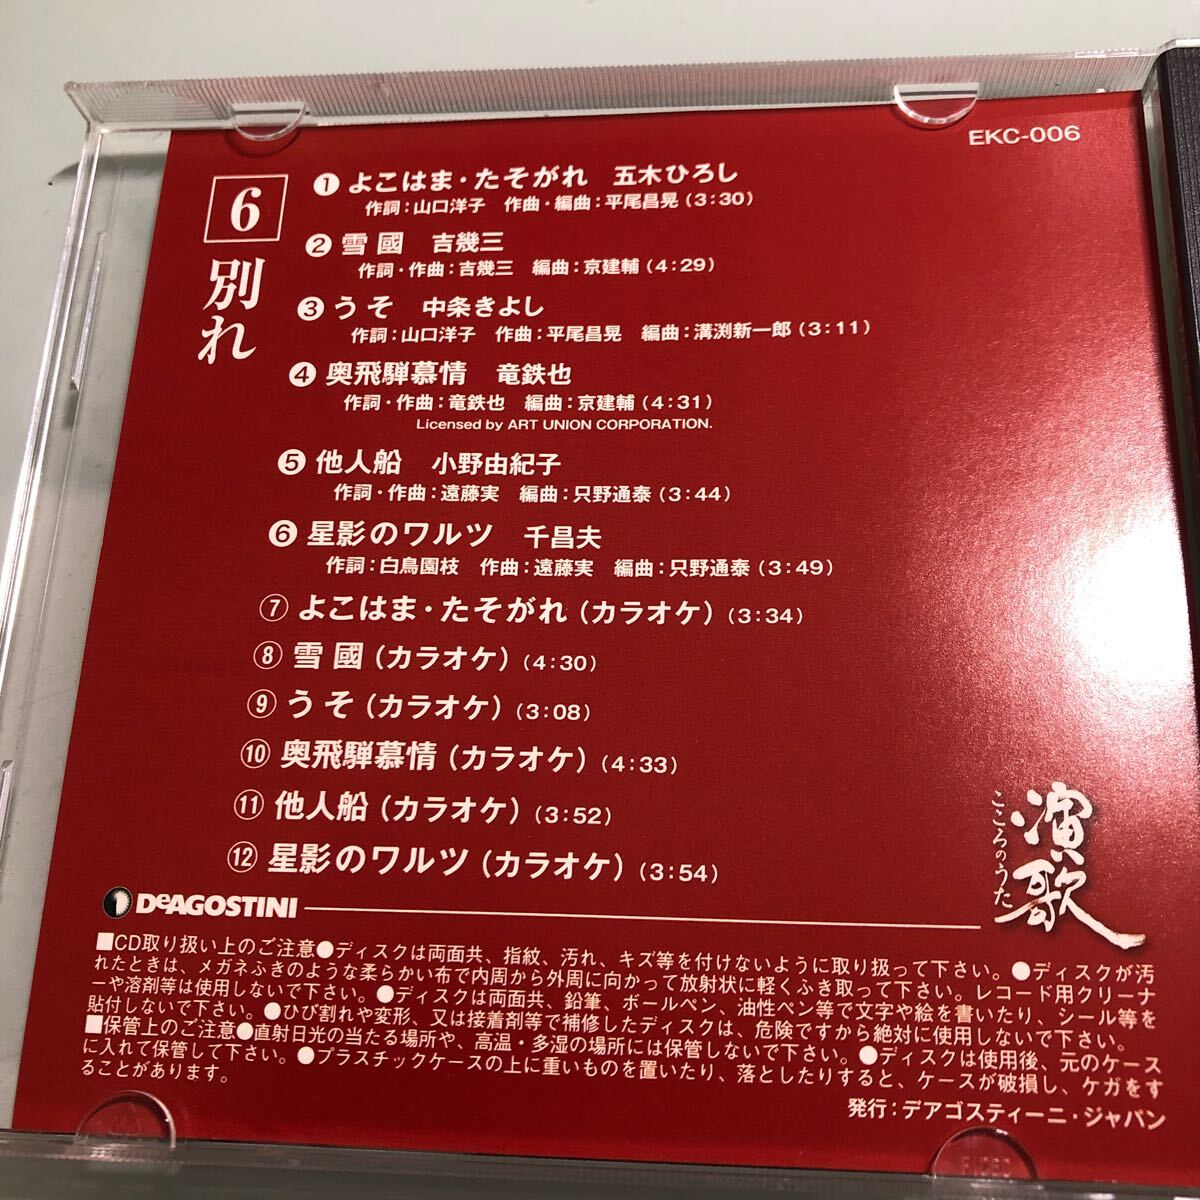 EKC-006
6
別れ
❶ よこはま・たそがれ 五木ひろし
作詞：山口洋子 作曲・編曲：平尾昌晃（3：30）
❷ 雪國 吉幾三
作詞・作曲：吉幾三 編曲：京建輔（4：29）
❸ うそ 中条きよし
作詞：山口洋子 作曲：平尾昌晃 編曲：溝渕新一郎（3：11）
❹ 奥飛騨慕情 竜鉄也
作詞・作曲：竜鉄也 編曲：京建輔（4：31）
Licensed by ART UNION CORPORATION.
❺ 他人船 小野由紀子
作詞・作曲：遠藤実 編曲：只野通泰（3：44）
❻ 星影のワルツ 千昌夫
作詞：白鳥園枝 作曲：遠藤実 編曲：只野通泰（3：49）
⑦ よこはま・たそがれ（カラオケ）（3：34）
⑧ 雪國（カラオケ）（4：30）
⑨ うそ（カラオケ）（3：08）
⑩ 奥飛騨慕情（カラオケ）（4：33）
⑪ 他人船（カラオケ）（3：52）
⑫ 星影のワルツ（カラオケ）（3：54）
演歌
こころのうた
DeAGOSTINI
■CD取り扱い上のご注意●ディスクは両面共、指紋、汚れ、キズ等を付けないように取り扱って下さい。●ディスクが汚
れたときは、メガネふきのような柔らかい布で内周から外周に向かって放射状に軽くふき取って下さい。レコード用クリーナ
ーや溶剤等は使用しないで下さい。●ディスクは両面共、鉛筆、ボールペン、油性ペン等で文字や絵を書いたり、シール等を
貼付しないで下さい。●ひび割れや変形、又は接着剤等で補修したディスクは、危険ですから絶対に使用しないで下さい。
■保管上のご注意●直射日光の当たる場所や、高温・多湿の場所には保管しないで下さい。●ディスクは使用後、元のケース
に入れて保管して下さい。●プラスチックケースの上に重いものを置いたり、落としたりすると、ケースが破損し、ケガをす
ることがあります。
発行：デアゴスティーニ・ジャパン